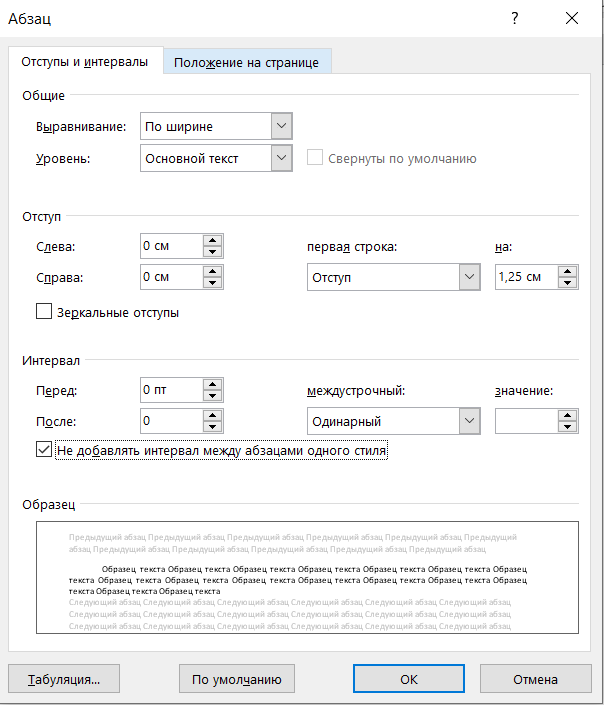 Абзац ?
Отступы и интервалы Положение на странице
Общие
Выравнивание: По ширине
Уровень: Основной текст Свернуты по умолчанию
Отступ
Слева: 0 см первая строка: на:
Справа: 0 см Отступ 1,25 см
Зеркальные отступы
Интервал
Перед: 0 пт междустрочный: значение:
После: 0 Одинарный
Не добавлять интервал между абзацами одного стиля
Образец
Предыдущий абзац Предыдущий абзац Предыдущий абзац Предыдущий абзац Предыдущий абзац Предыдущий
абзац Предыдущий абзац Предыдущий абзац Предыдущий абзац Предыдущий абзац Предыдущий абзац
Образец текста Образец текста Образец текста Образец текста Образец текста Образец текста Образец
текста Образец текста Образец текста Образец текста Образец текста Образец текста Образец текста Образец
текста Образец текста Образец текста
Следующий абзац Следующий абзац Следующий абзац Следующий абзац Следующий абзац Следующий абзац
Следующий абзац Следующий абзац Следующий абзац Следующий абзац Следующий абзац Следующий абзац
Следующий абзац Следующий абзац Следующий абзац Следующий абзац Следующий абзац Следующий абзац
Табуляция... По умолчанию ОК Отмена